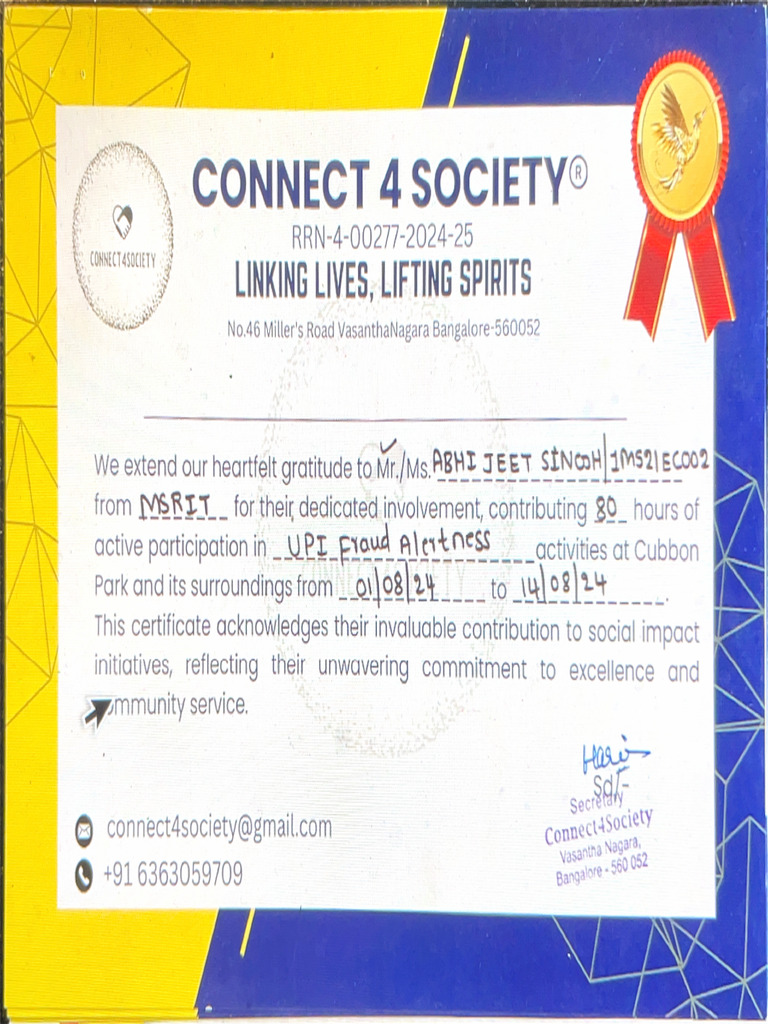 CONNECT 4 SOCIETY®
CONNECT4SOCIETY
RRN-4-00277-2024-25
LINKING LIVES, LIFTING SPIRITS
No.46 Miller's Road VasanthaNagara Bangalore-560052
We extend our heartfelt gratitude to Mr./Ms. ABHIJEET SINGH/1MS21EC002
from MSRIT for their dedicated involvement, contributing 80 hours of
active participation in UPI Fraud Alertness activities at Cubbon
Park and its surroundings from 01/08/24 to 14/08/24.
This certificate acknowledges their invaluable contribution to social impact
initiatives, reflecting their unwavering commitment to excellence and
ommunity service.
Hari
Sd/-
Secretary
Connect4Society
Vasantha Nagara,
Bangalore - 560 052
connect4society@gmail.com
+91 6363059709